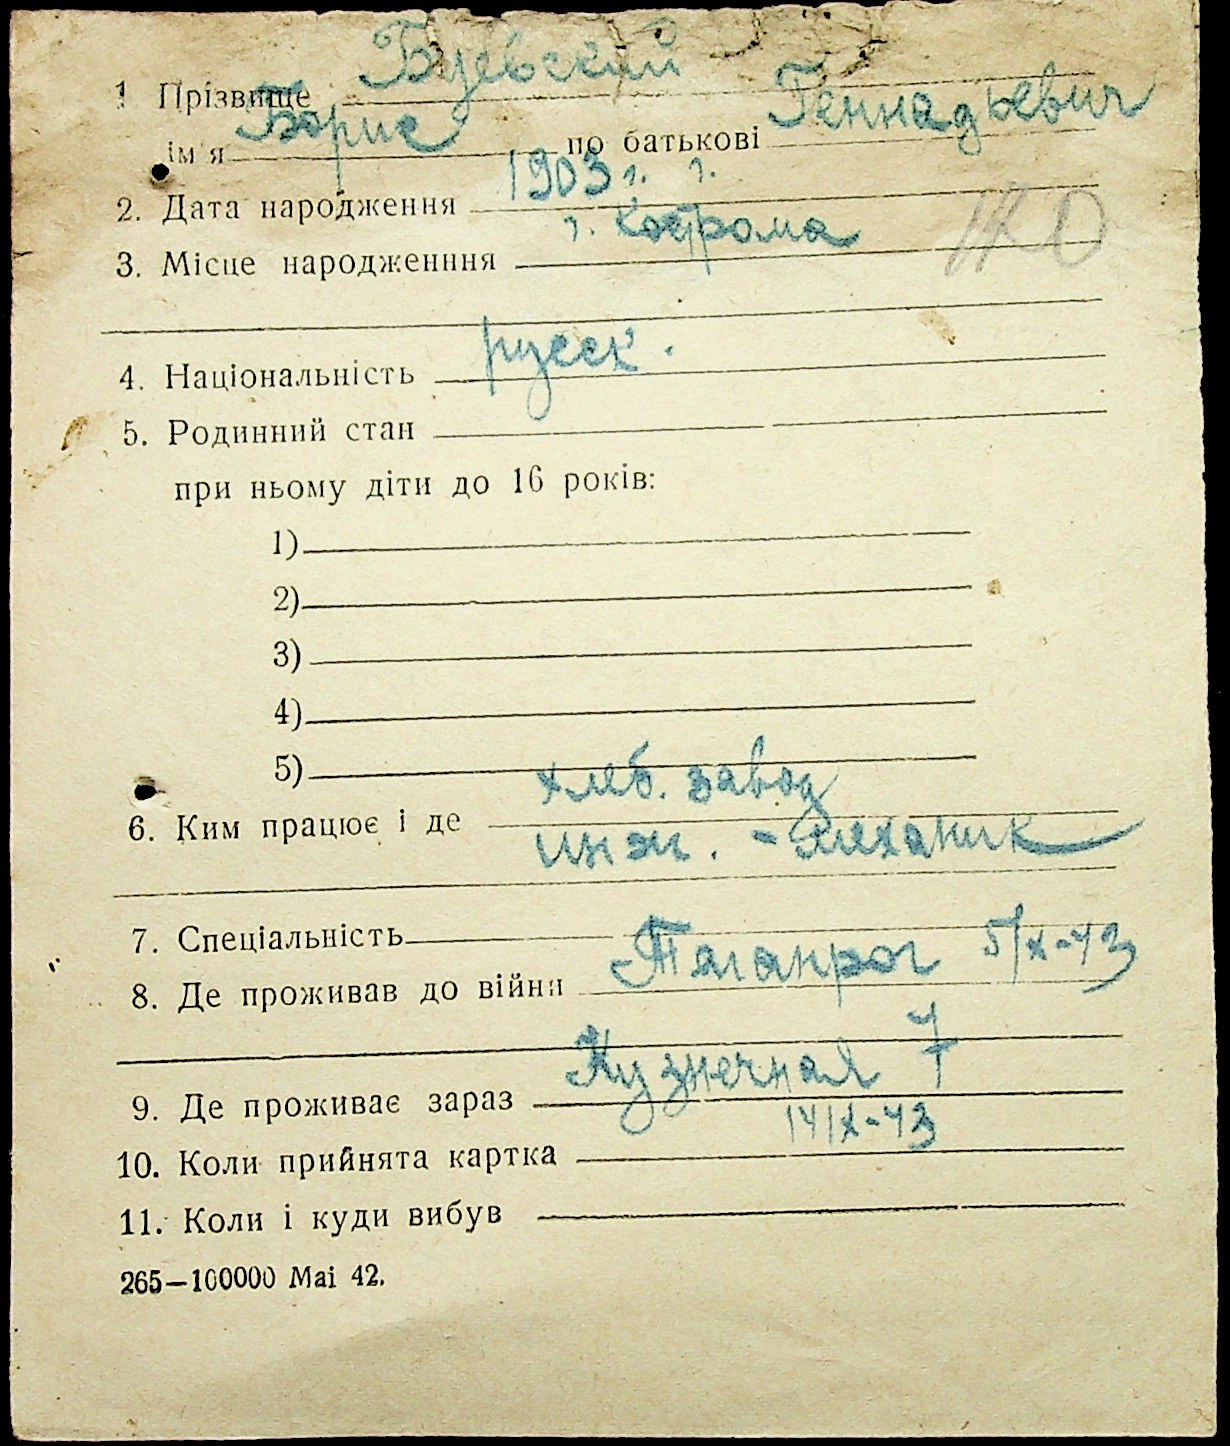 Буевский
1 Прізвище
Борис Геннадьевич
ім'я по батькові
1903 г. г.
2. Дата народження
г. Кострома
3. Місце народженння
русск.
4. Національність
5. Родинний стан
при ньому діти до 16 років:
1)
2)
3)
4)
5)
хлеб. завод
6. Ким працює і де
инж. - механик
7. Спеціальність
Таганрог 5/X-43
8. Де проживав до війни
Кузнечная 7
9. Де проживає зараз
14/X-43
10. Коли прийнята картка
11. Коли і куди вибув
265—100000 Mai 42.